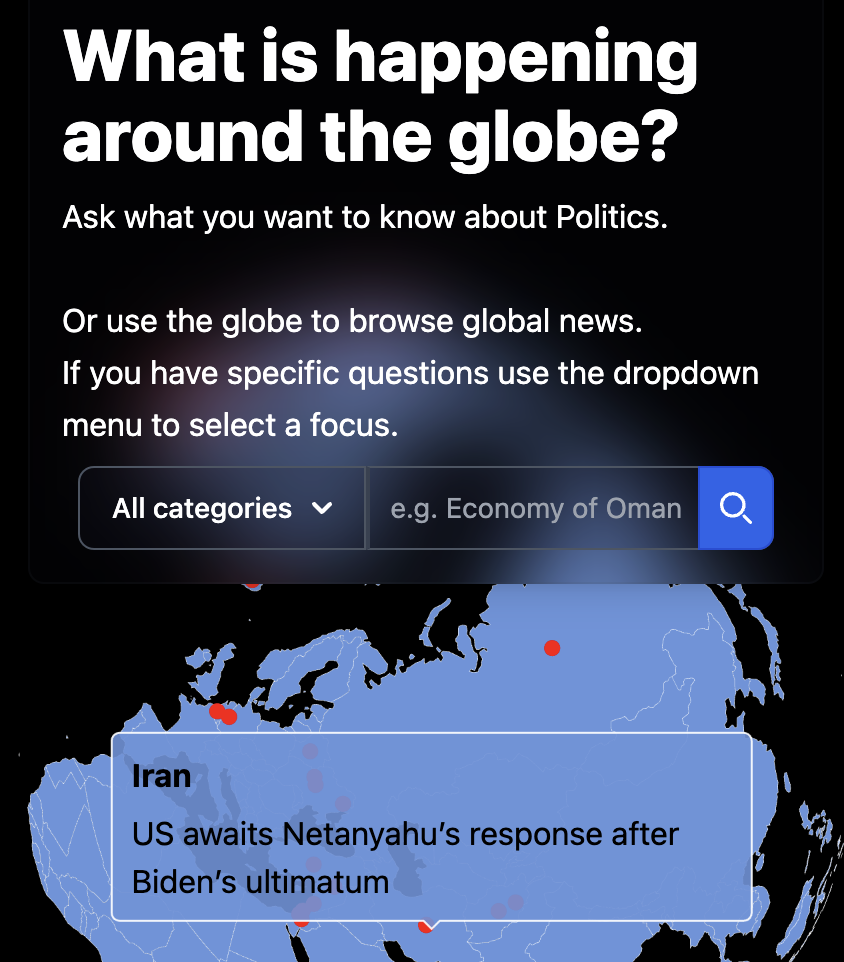 What is happening
around the globe?
Ask what you want to know about Politics.
Or use the globe to browse global news.
If you have specific questions use the dropdown
menu to select a focus.
All categories
e.g. Economy of Oman
Iran
US awaits Netanyahu’s response after
Biden’s ultimatum